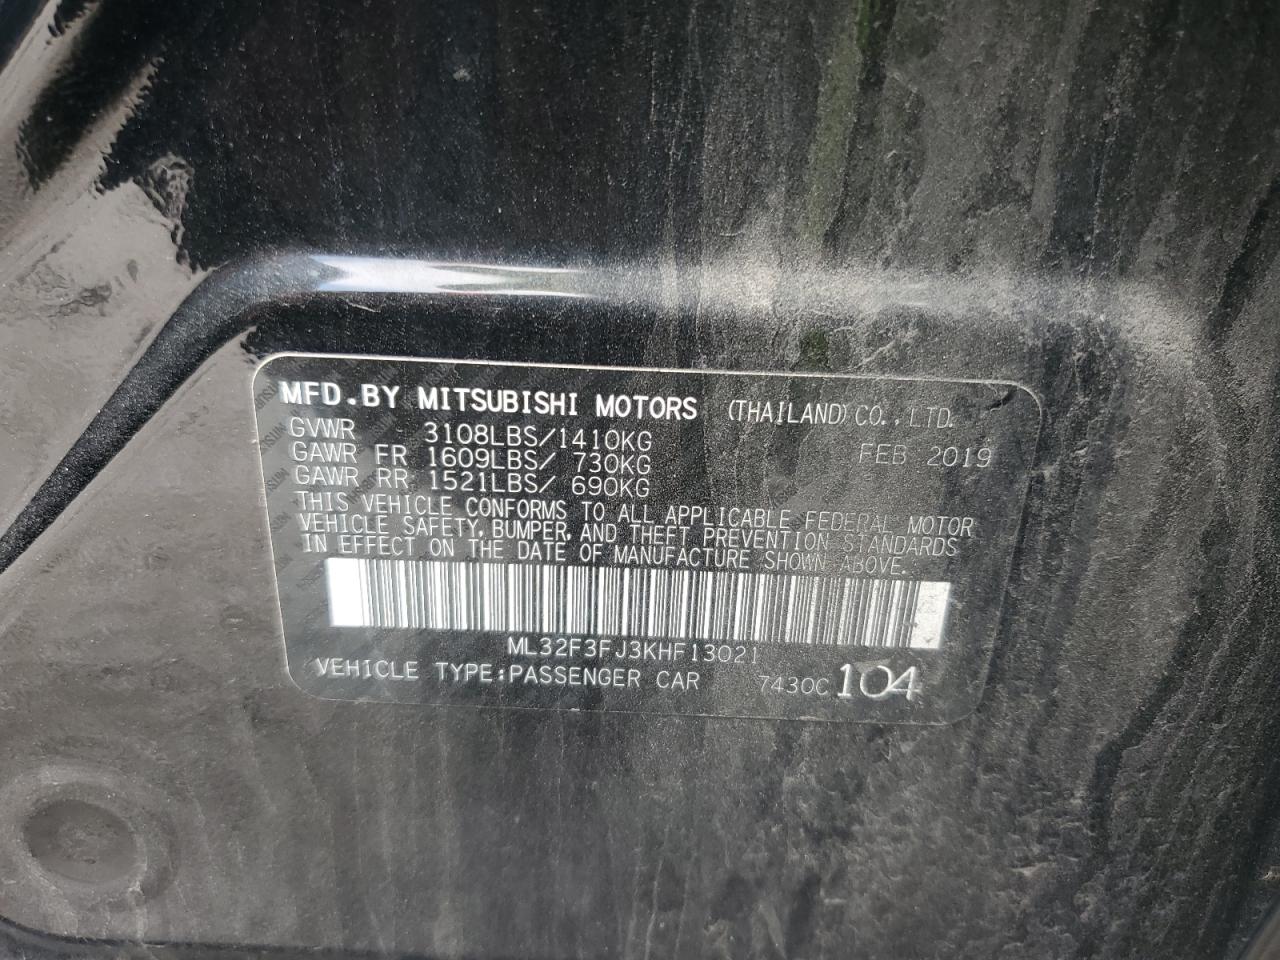 MFD.BY MITSUBISHI MOTORS (THAILAND) CO., LTD.
GVWR 3108LBS/1410KG FEB 2019
GAWR FR 1609LBS/ 730KG
GAWR RR 1521LBS/ 690KG
THIS VEHICLE CONFORMS TO ALL APPLICABLE FEDERAL MOTOR
VEHICLE SAFETY, BUMPER, AND THEFT PREVENTION STANDARDS
IN EFFECT ON THE DATE OF MANUFACTURE SHOWN ABOVE.
ML32F3FJ3KHF13021
VEHICLE TYPE:PASSENGER CAR 7430C 104